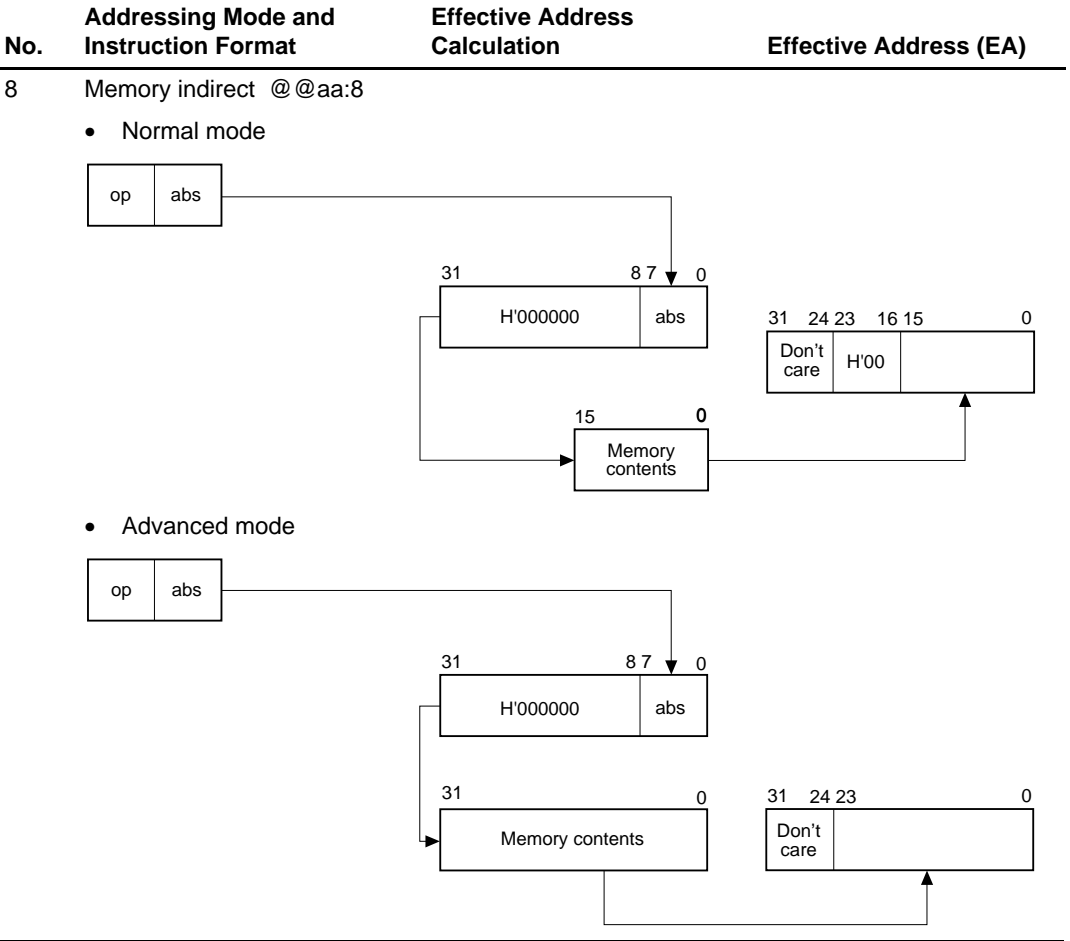 No. Addressing Mode and Instruction Format Effective Address Calculation Effective Address (EA)
8 Memory indirect @@aa:8
• Normal mode
op abs
31 8 7 0
H'000000 abs
31 24 23 16 15 0
Don't care H'00
15 0
Memory contents
• Advanced mode
op abs
31 8 7 0
H'000000 abs
31 0
Memory contents
31 24 23 0
Don't care